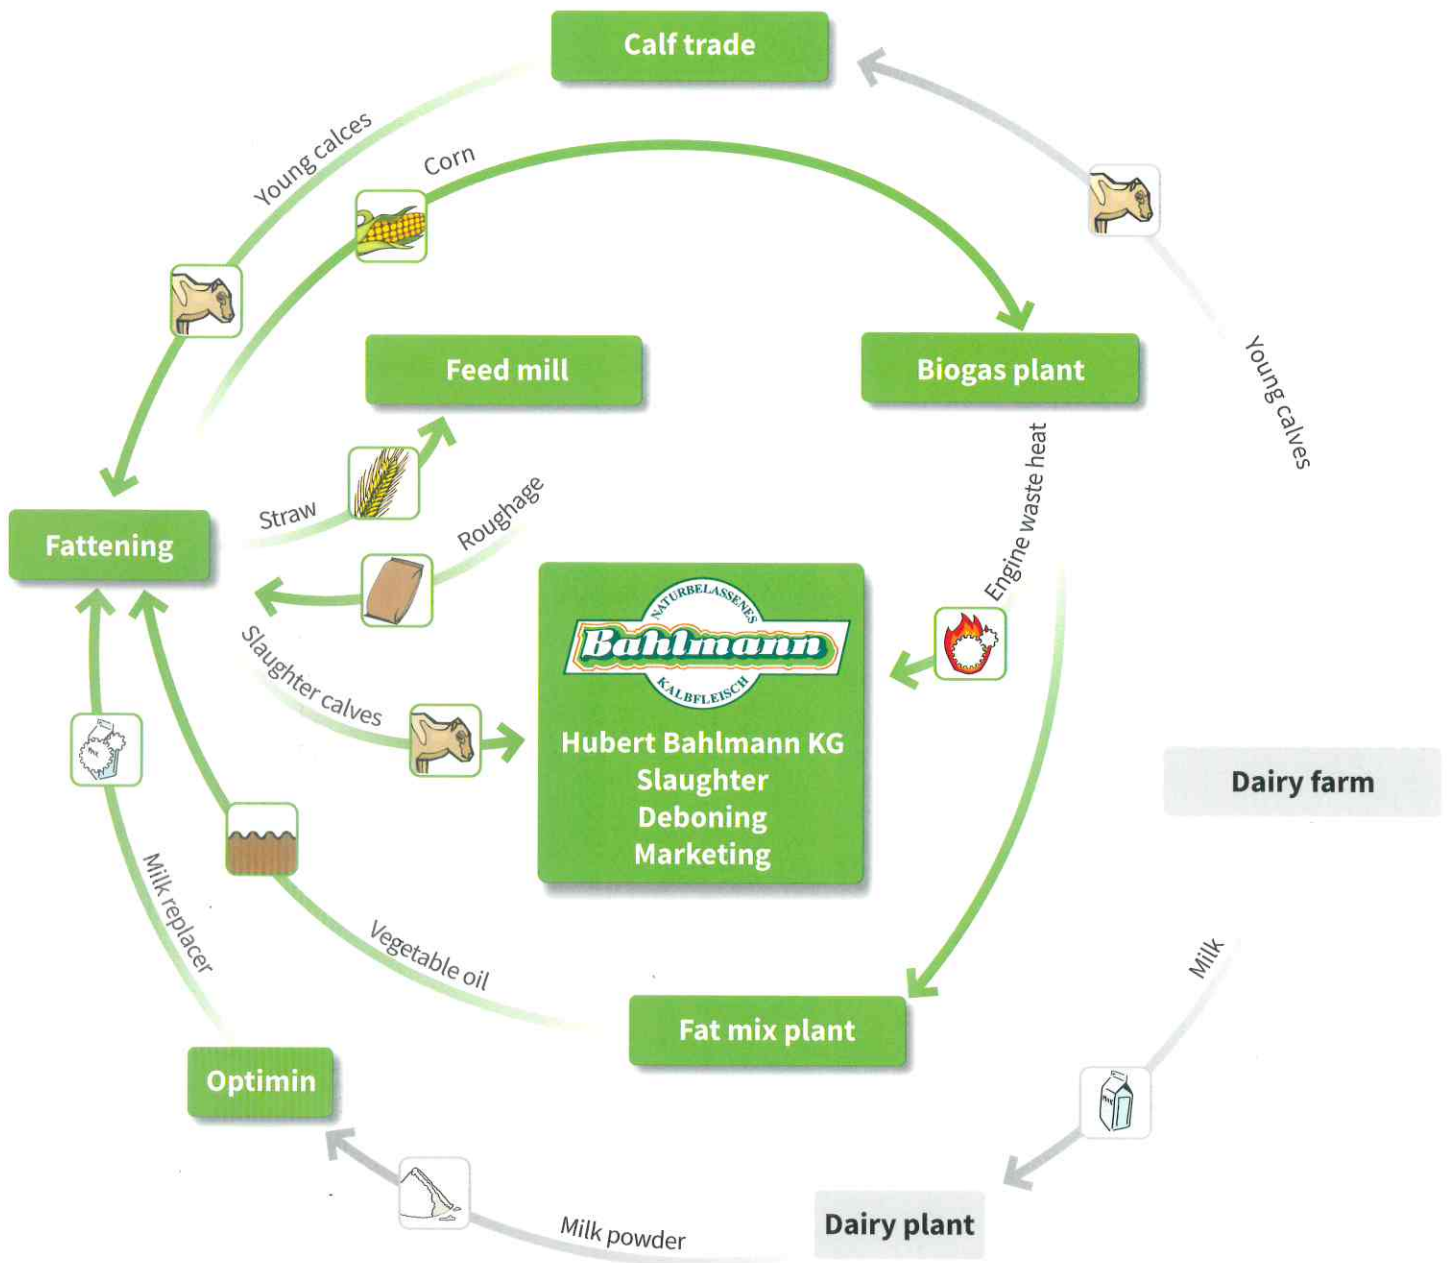 Calf trade
Young calces
Corn
Feed mill
Biogas plant
Young calves
Engine waste heat
Straw
Roughage
Fattening
Slaughter calves
NATURBELASSENES
Bahlmann
KALBFLEISCH
Hubert Bahlmann KG
Slaughter
Deboning
Marketing
Dairy farm
Milk replacer
Vegetable oil
Milk
Fat mix plant
Optimin
Milk powder
Dairy plant